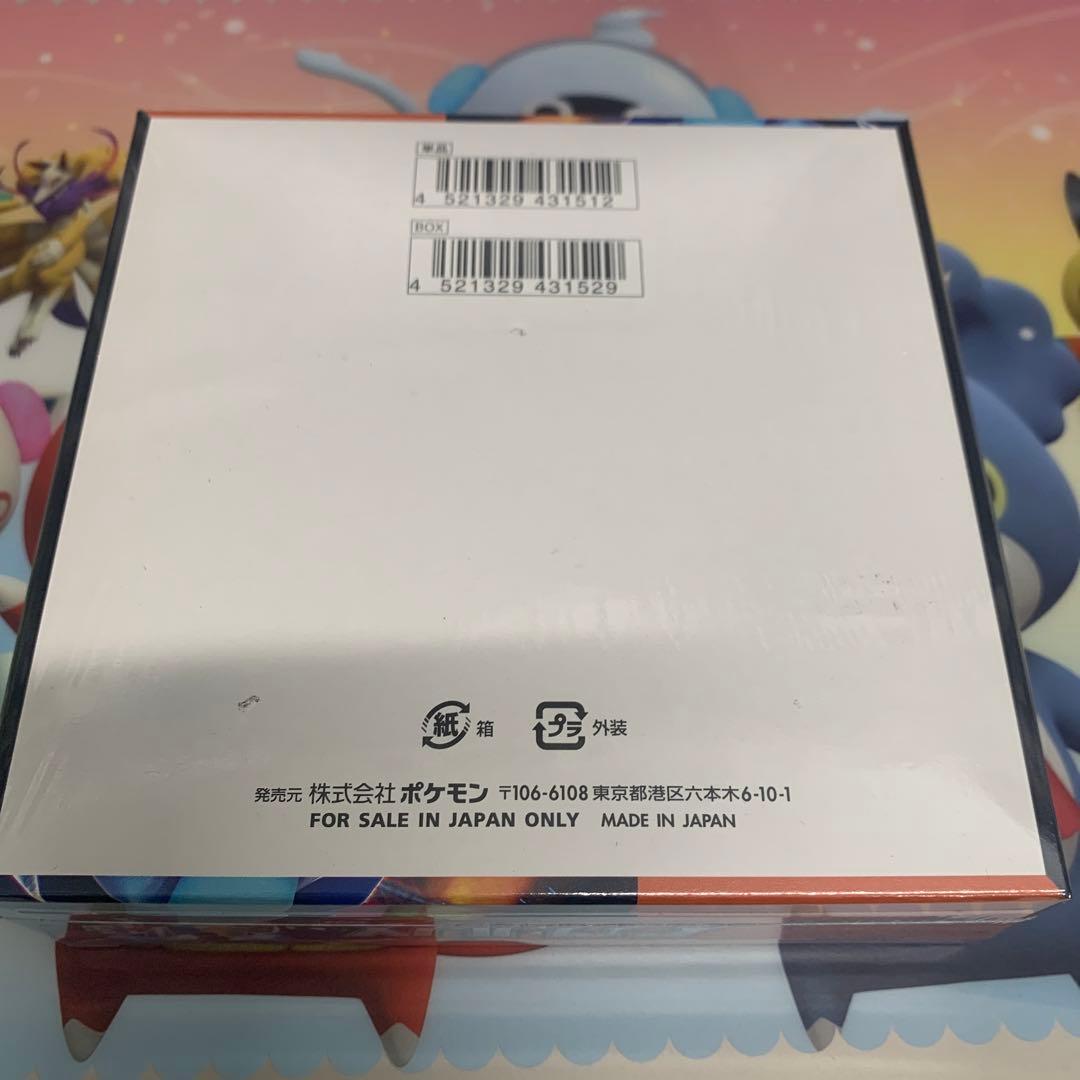 単品
4 521329 431512
BOX
4 521329 431529
紙 箱 プラ 外装
発売元 株式会社 ポケモン 〒106-6108 東京都港区六本木6-10-1
FOR SALE IN JAPAN ONLY MADE IN JAPAN